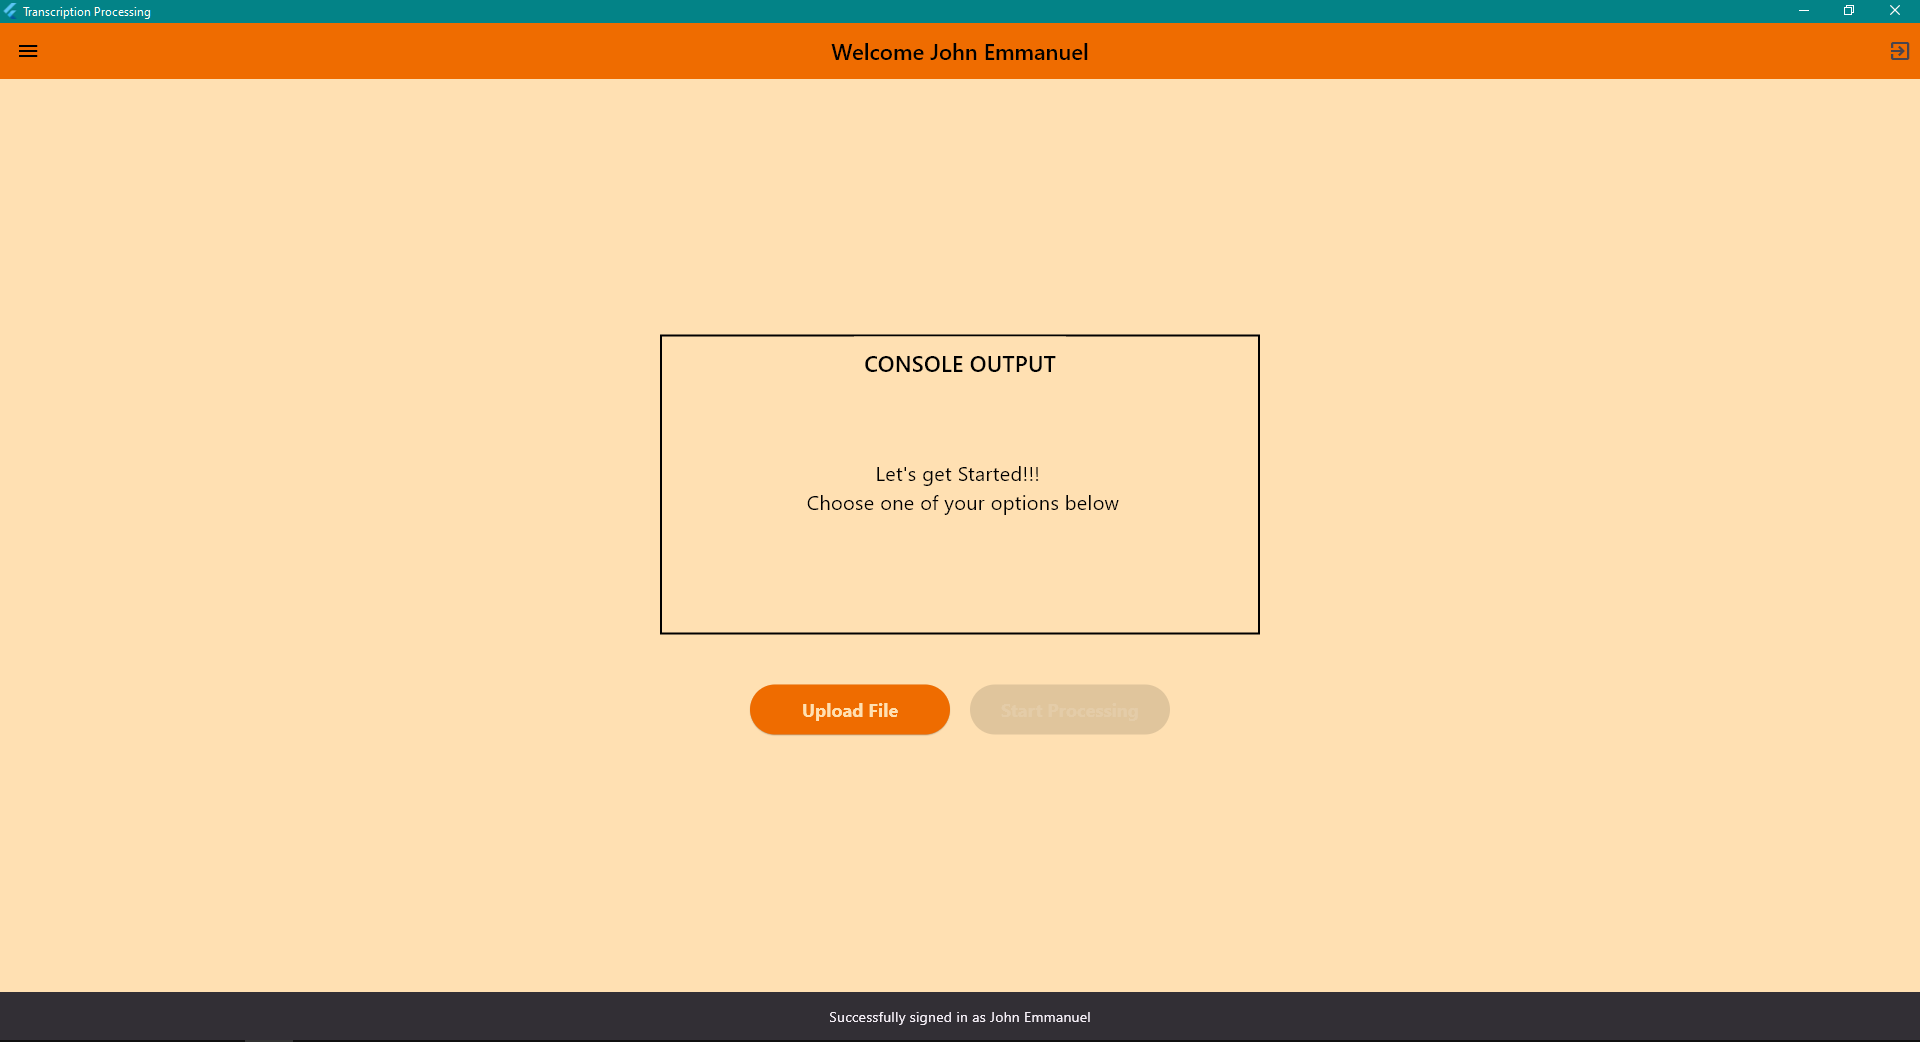 Transcription Processing
Welcome John Emmanuel
CONSOLE OUTPUT
Let's get Started!!!
Choose one of your options below
Upload File
Start Processing
Successfully signed in as John Emmanuel